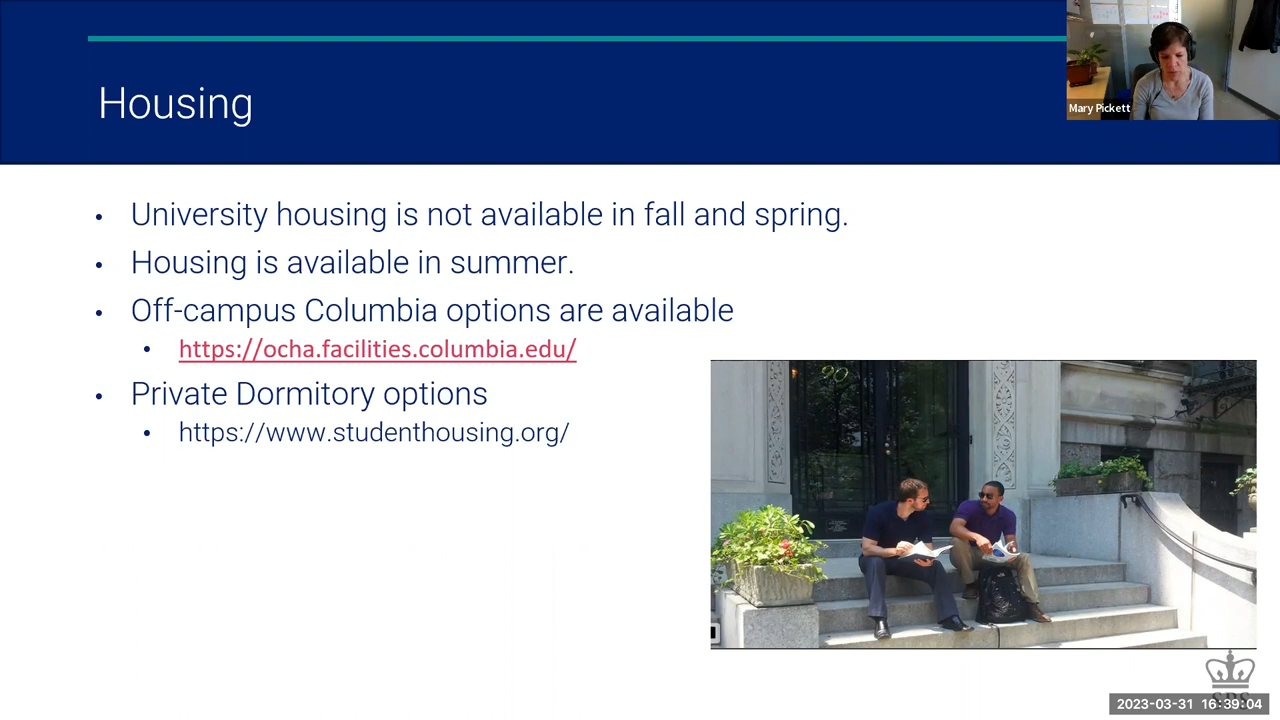 Housing
Mary Pickett
• University housing is not available in fall and spring.
• Housing is available in summer.
• Off-campus Columbia options are available
• https://ocha.facilities.columbia.edu/
• Private Dormitory options
• https://www.studenthousing.org/
90
SPS
2023-03-31 16:39:04